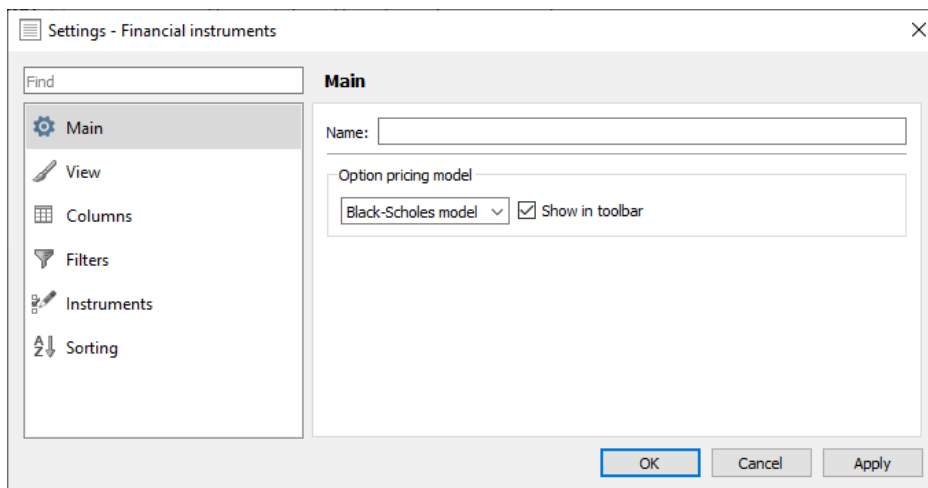 Settings - Financial instruments
Find
Main
View
Columns
Filters
Instruments
Sorting
Main
Name:
Option pricing model
Black-Scholes model Show in toolbar
OK Cancel Apply